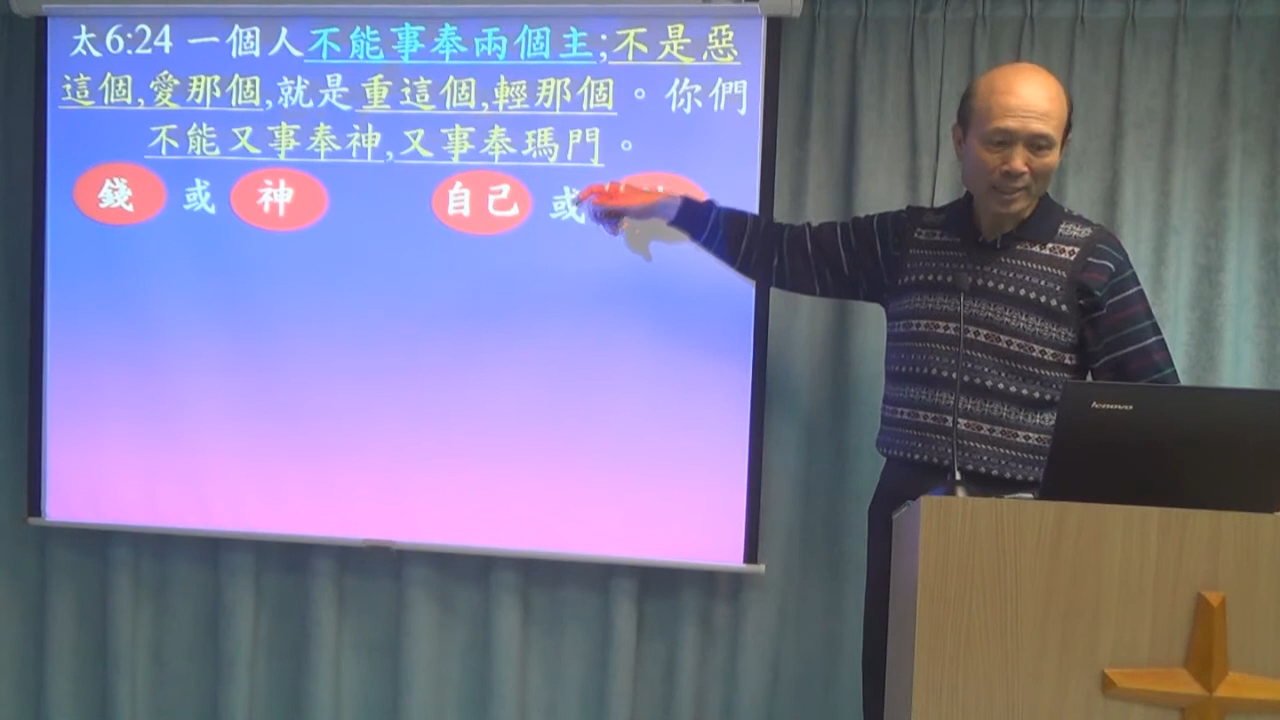 太6:24 一個人不能事奉兩個主;不是惡
這個,愛那個,就是重這個,輕那個。你們
不能又事奉神,又事奉瑪門。
錢 或 神 自己 或
lenovo